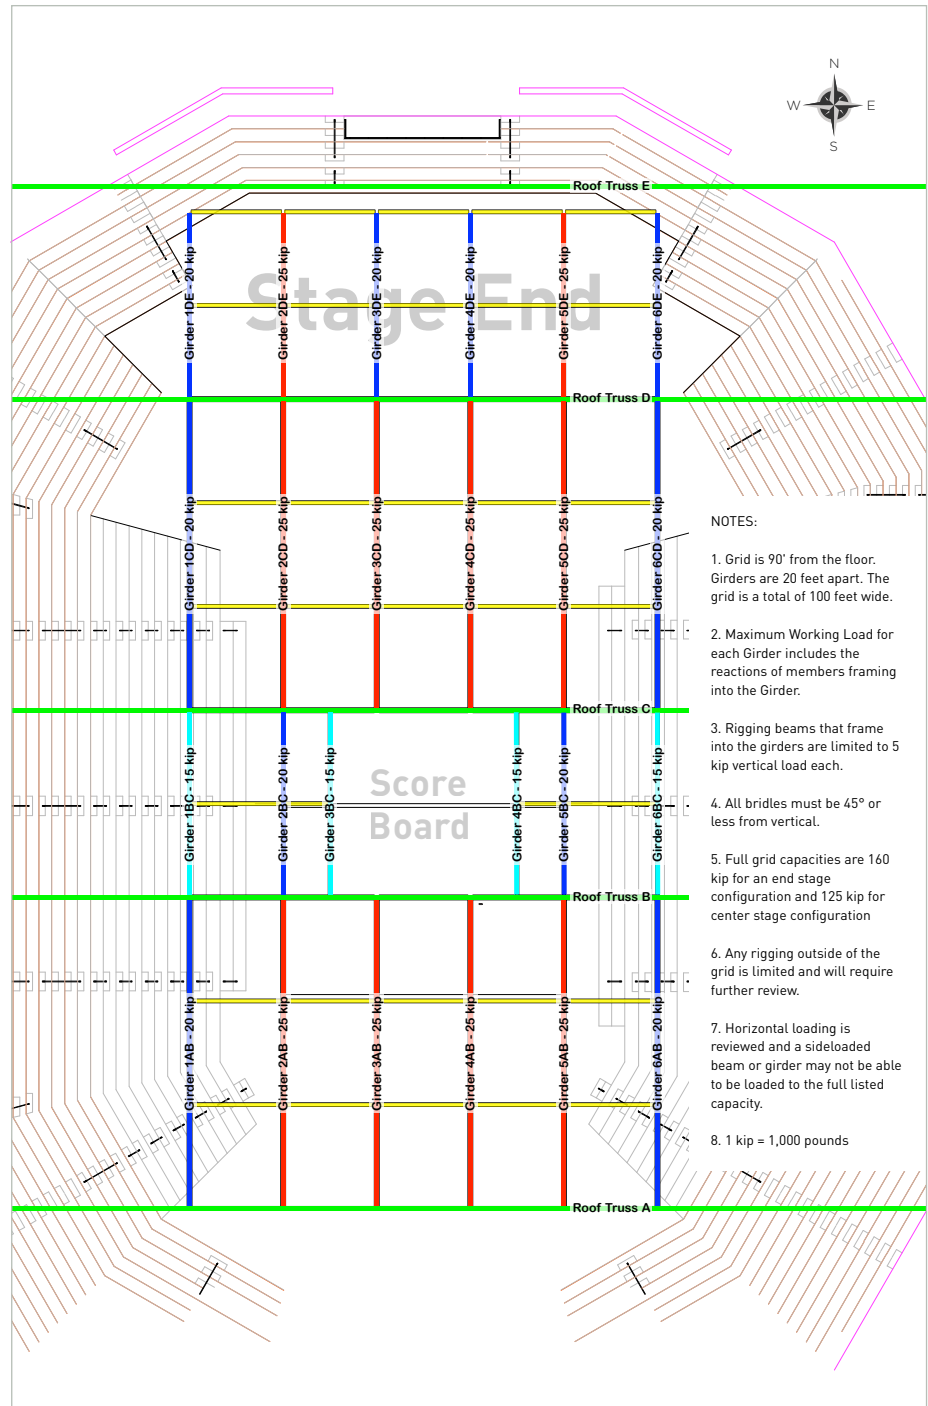 N
W
E
S
Roof Truss E
Stage End
Girder 1DE - 20 kip
Girder 2DE - 25 kip
Girder 3DE - 20 kip
Girder 4DE - 20 kip
Girder 5DE - 25 kip
Girder 6DE - 20 kip
Roof Truss D
Girder 1CD - 20 kip
Girder 2CD - 25 kip
Girder 3CD - 25 kip
Girder 4CD - 25 kip
Girder 5CD - 25 kip
Girder 6CD - 20 kip
Roof Truss C
Girder 1BC - 15 kip
Girder 2BC - 20 kip
Girder 3BC - 15 kip
Score
Board
Girder 4BC - 15 kip
Girder 5BC - 20 kip
Girder 6BC - 15 kip
Roof Truss B
Girder 1AB - 20 kip
Girder 2AB - 25 kip
Girder 3AB - 25 kip
Girder 4AB - 25 kip
Girder 5AB - 25 kip
Girder 6AB - 20 kip
Roof Truss A
NOTES:
1. Grid is 90' from the floor.
Girders are 20 feet apart. The
grid is a total of 100 feet wide.
2. Maximum Working Load for
each Girder includes the
reactions of members framing
into the Girder.
3. Rigging beams that frame
into the girders are limited to 5
kip vertical load each.
4. All bridles must be 45° or
less from vertical.
5. Full grid capacities are 160
kip for an end stage
configuration and 125 kip for
center stage configuration
6. Any rigging outside of the
grid is limited and will require
further review.
7. Horizontal loading is
reviewed and a sideloaded
beam or girder may not be able
to be loaded to the full listed
capacity.
8. 1 kip = 1,000 pounds